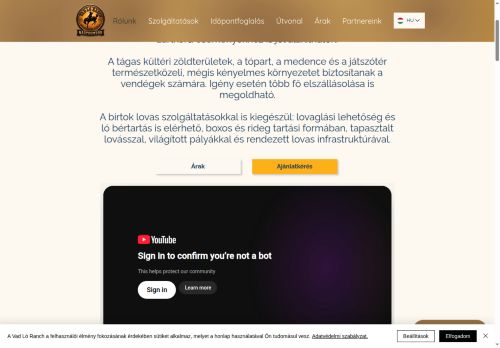 Rólunk Szolgáltatások Időpontfoglalás Útvonal Árak Partnereink HU
A tágas kültéri zöldterületek, a tópart, a medence és a játszótér
természetközeli, mégis kényelmes környezetet biztosítanak a
vendégek számára. Igény esetén több fő elszállásolása is
megoldható.
A birtok lovas szolgáltatásokkal is kiegészül: lovaglási lehetőség és
ló bértartás is elérhető, boxos és rideg tartási formában, tapasztalt
lovásszal, világított pályákkal és rendezett lovas infrastruktúrával.
Árak Ajánlatkérés
YouTube
Sign in to confirm you're not a bot
This helps protect our community
Sign in Learn more
A Vad Ló Ranch a felhasználói élmény fokozásának érdekében sütiket alkalmaz, melyet a honlap használatával Ön tudomásul vesz. Adatvédelmi szabályzat.
Beállítások Elfogadom